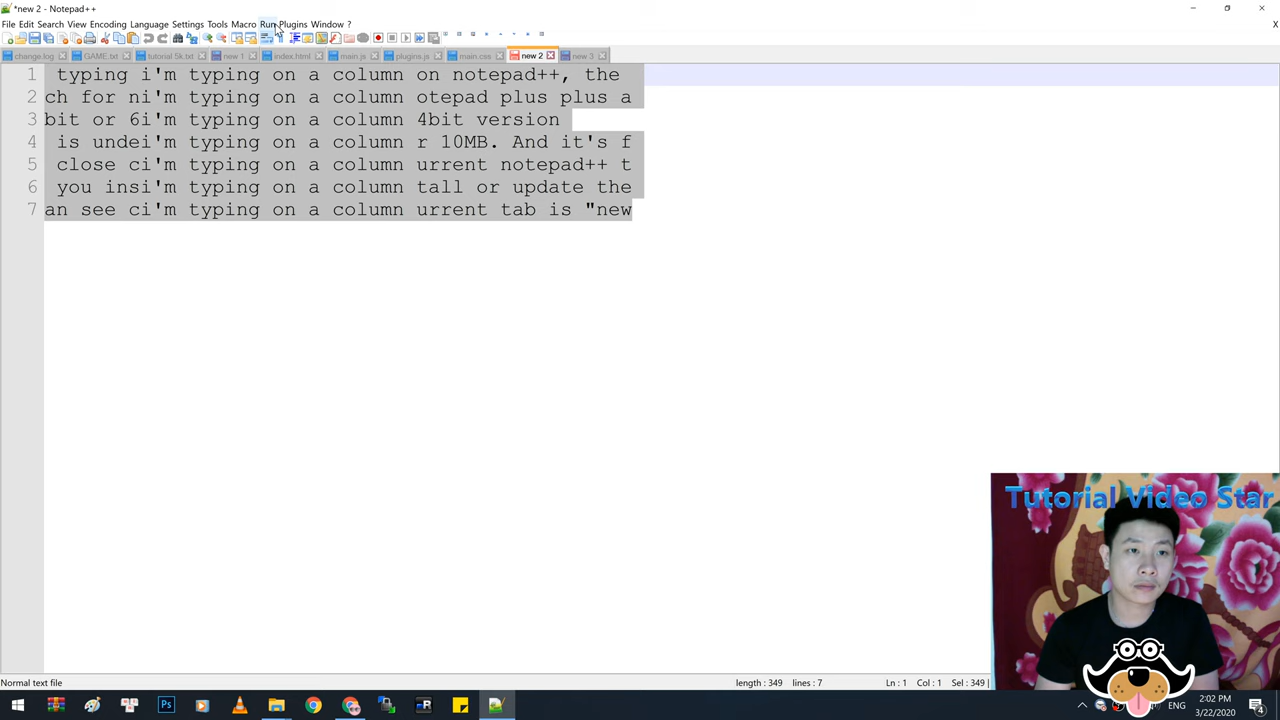 *new 2 - Notepad++
File Edit Search View Encoding Language Settings Tools Macro Run Plugins Window ?
X
change.log GAME.txt tutorial 5k.txt new 1 index.html main.js plugins.js main.css new 2 new 3
1 typing i'm typing on a column on notepad++, the
2 ch for ni'm typing on a column otepad plus plus a
3 bit or 6i'm typing on a column 4bit version
4 is undei'm typing on a column r 10MB. And it's f
5 close ci'm typing on a column urrent notepad++ t
6 you insi'm typing on a column tall or update the
7 an see ci'm typing on a column urrent tab is "new
Tutorial Video Star
Normal text file length : 349 lines : 7 Ln : 1 Col : 1 Sel : 349 |
Ps ENG 2:02 PM
3/22/2020 4